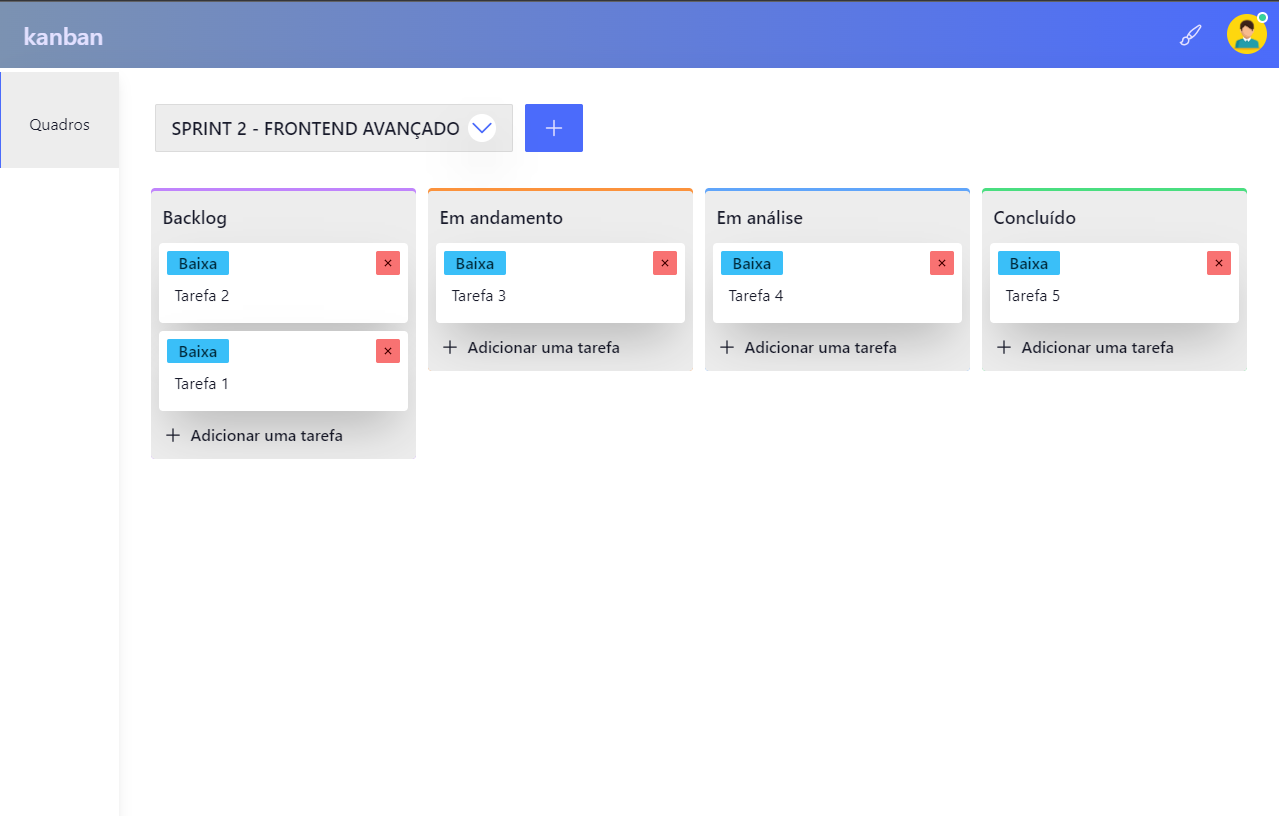 kanban
Quadros
SPRINT 2 - FRONTEND AVANÇADO
Backlog
Baixa
Tarefa 2
Baixa
Tarefa 1
Adicionar uma tarefa
Em andamento
Baixa
Tarefa 3
Adicionar uma tarefa
Em análise
Baixa
Tarefa 4
Adicionar uma tarefa
Concluído
Baixa
Tarefa 5
Adicionar uma tarefa